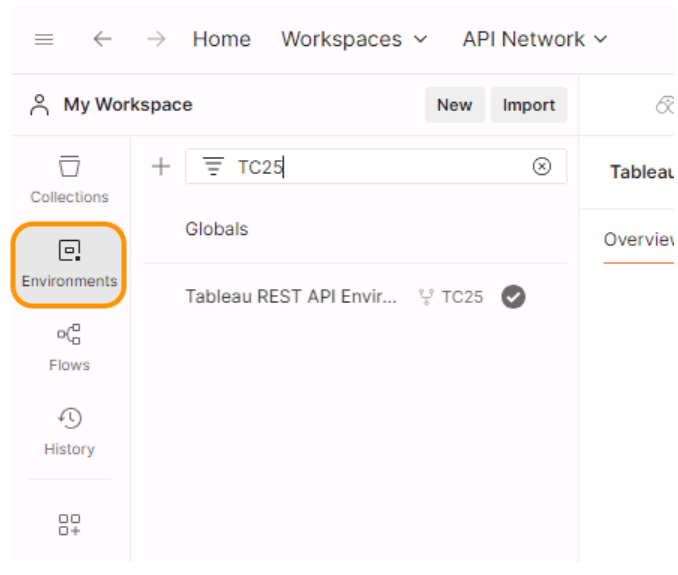 Home Workspaces API Network
My Workspace New Import
TC25
Collections
Globals
Environments
Tableau REST API Envir... TC25
Flows
History
Tableau
Overview